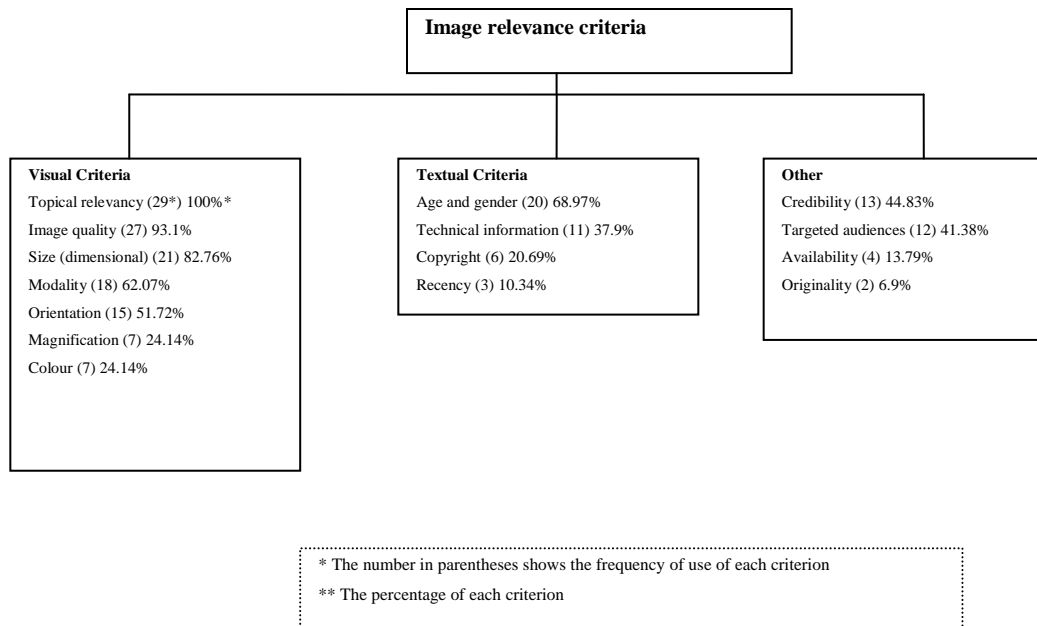 Image relevance criteria
Visual Criteria
Topical relevancy (29*) 100%*
Image quality (27) 93.1%
Size (dimensional) (21) 82.76%
Modality (18) 62.07%
Orientation (15) 51.72%
Magnification (7) 24.14%
Colour (7) 24.14%
Textual Criteria
Age and gender (20) 68.97%
Technical information (11) 37.9%
Copyright (6) 20.69%
Recency (3) 10.34%
Other
Credibility (13) 44.83%
Targeted audiences (12) 41.38%
Availability (4) 13.79%
Originality (2) 6.9%
* The number in parentheses shows the frequency of use of each criterion
** The percentage of each criterion